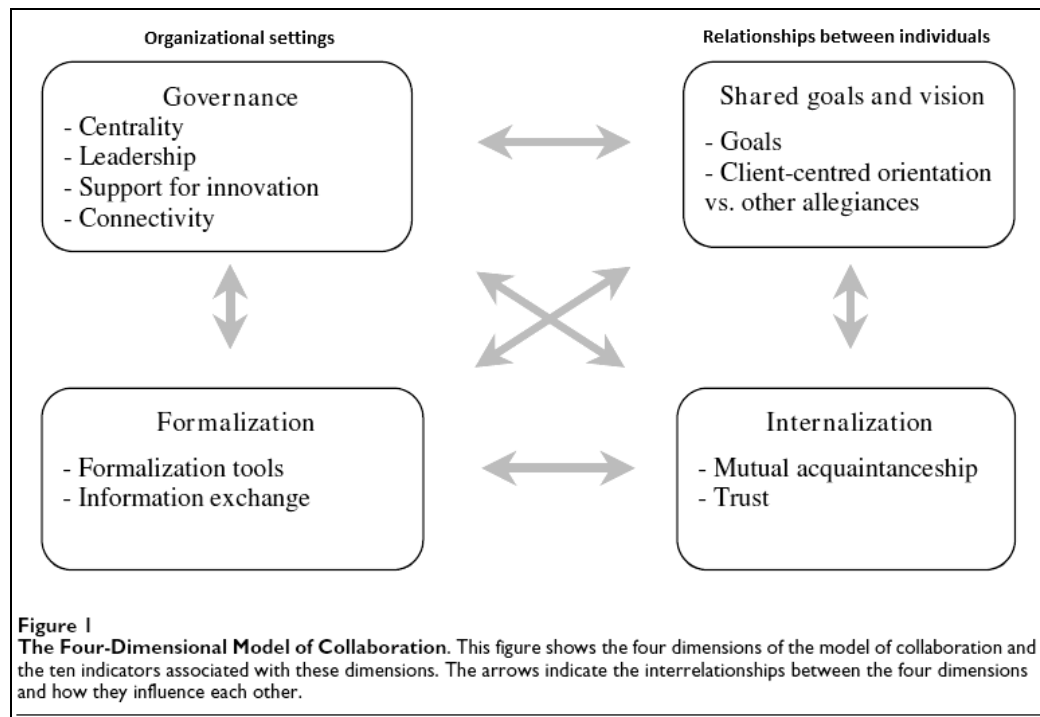 Organizational settings
Relationships between individuals
Governance
- Centrality
- Leadership
- Support for innovation
- Connectivity
Shared goals and vision
- Goals
- Client-centred orientation
vs. other allegiances
Formalization
- Formalization tools
- Information exchange
Internalization
- Mutual acquaintanceship
- Trust
Figure 1
The Four-Dimensional Model of Collaboration. This figure shows the four dimensions of the model of collaboration and
the ten indicators associated with these dimensions. The arrows indicate the interrelationships between the four dimensions
and how they influence each other.